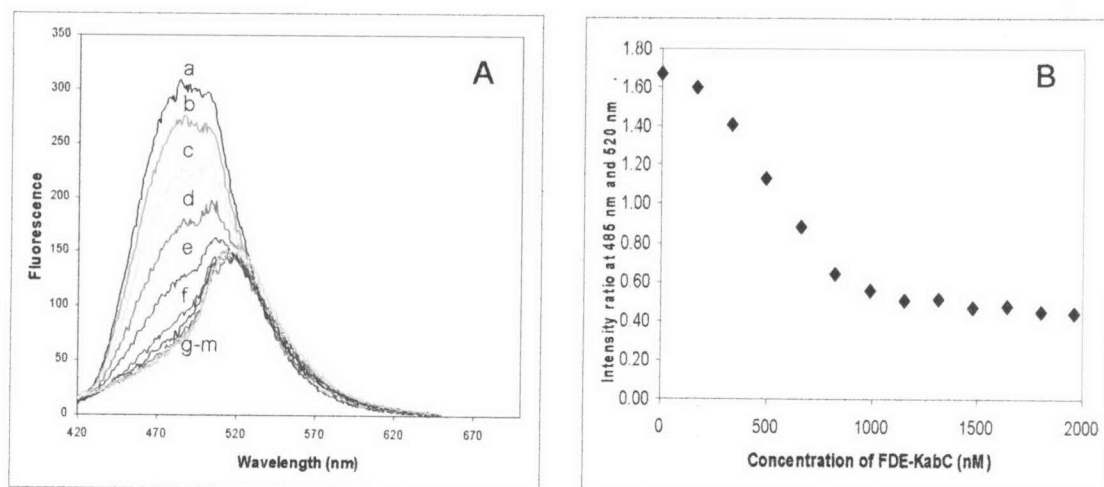 A
350
300
250
200
150
100
50
0
a
b
c
d
e
f
g-m
420 470 520 570 620 670
Fluorescence
Wavelength (nm)
B
1.80
1.60
1.40
1.20
1.00
0.80
0.60
0.40
0.20
0.00
0 500 1000 1500 2000
Intensity ratio at 485 nm and 520 nm
Concentration of FDE-KabC (nM)